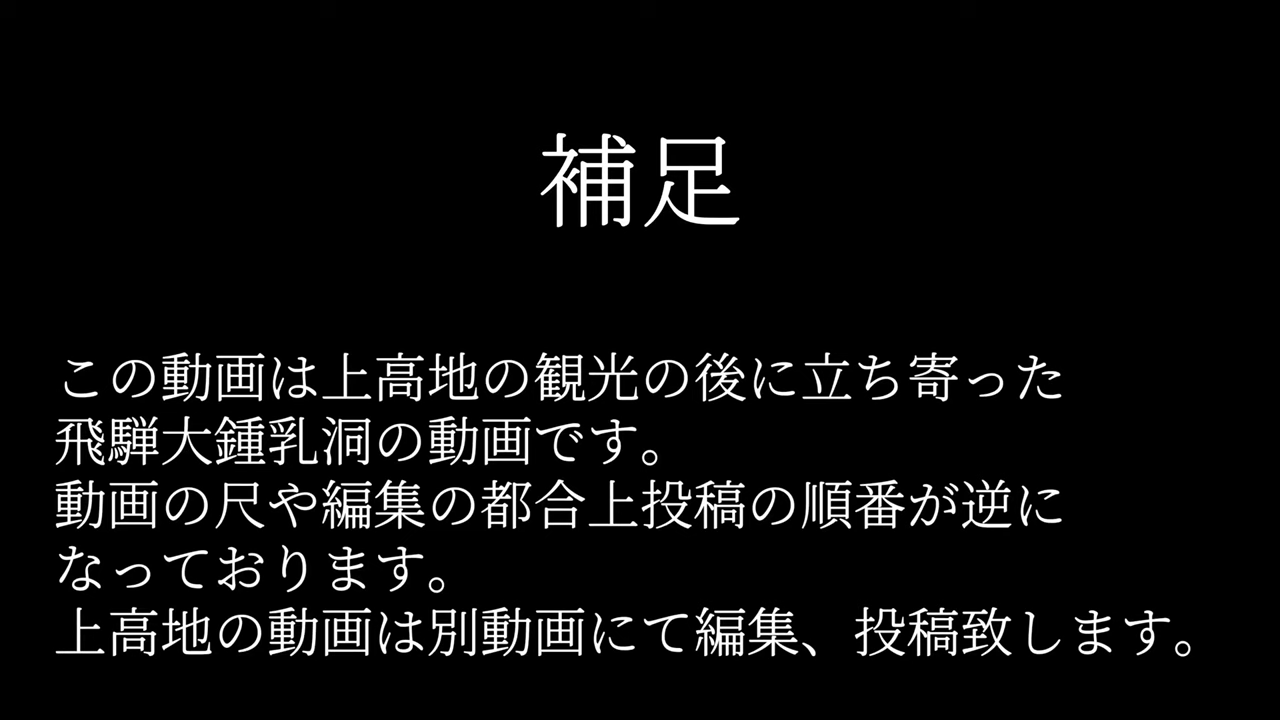 補足
この動画は上高地の観光の後に立ち寄った
飛騨大鍾乳洞の動画です。
動画の尺や編集の都合上投稿の順番が逆に
なっております。
上高地の動画は別動画にて編集、投稿致します。